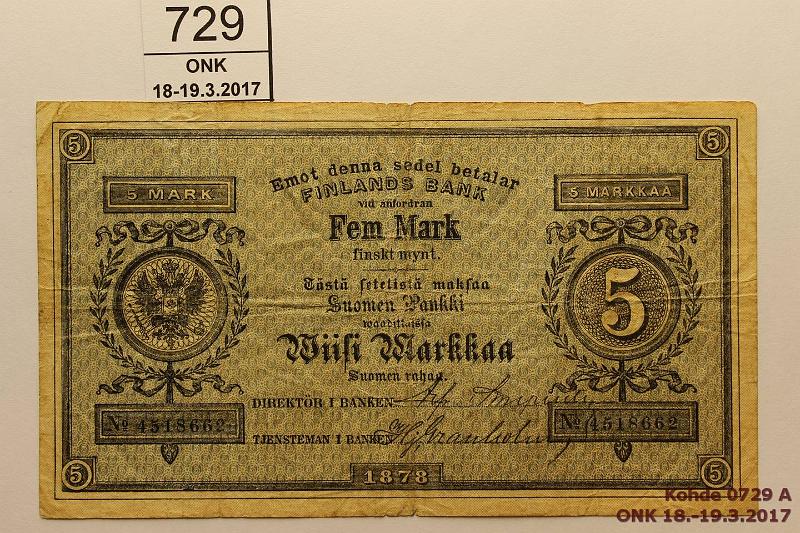 729
ONK
18-19.3.2017
5 5
Emot denna sedel betalar
FINLANDS BANK
5 MARK
5 MARKKAA
vid anfordran
Fem Mark
finskt mynt.
Tästä setelistä maksaa
Suomen Pankki
waadittaissa
Wiisi Markkaa
Suomen rahaa.
5
DIREKTÖR I BANKEN
No 4518662
No 4518662
TJENSTEMAN I BANKEN
1878
5 5
Kohde 0729 A
ONK 18.-19.3.2017